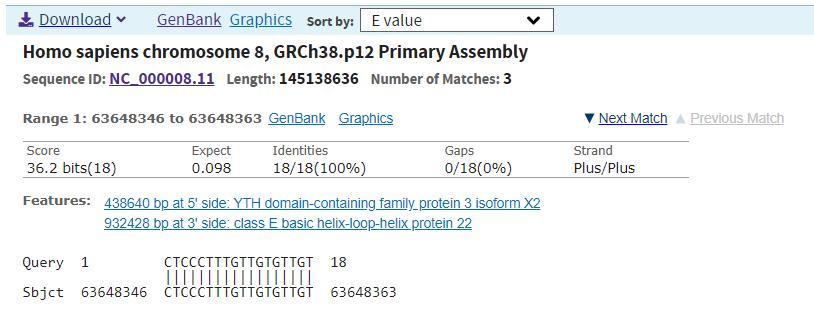 Download GenBank Graphics Sort by: E value
Homo sapiens chromosome 8, GRCh38.p12 Primary Assembly
Sequence ID: NC_000008.11 Length: 145138636 Number of Matches: 3
Range 1: 63648346 to 63648363 GenBank Graphics Next Match Previous Match
Score Expect Identities Gaps Strand
36.2 bits(18) 0.098 18/18(100%) 0/18(0%) Plus/Plus
Features: 438640 bp at 5' side: YTH domain-containing family protein 3 isoform X2
932428 bp at 3' side: class E basic helix-loop-helix protein 22
Query 1 CTCCCTTTGTTGTGTTGT 18
||||||||||||||||||
Sbjct 63648346 CTCCCTTTGTTGTGTTGT 63648363